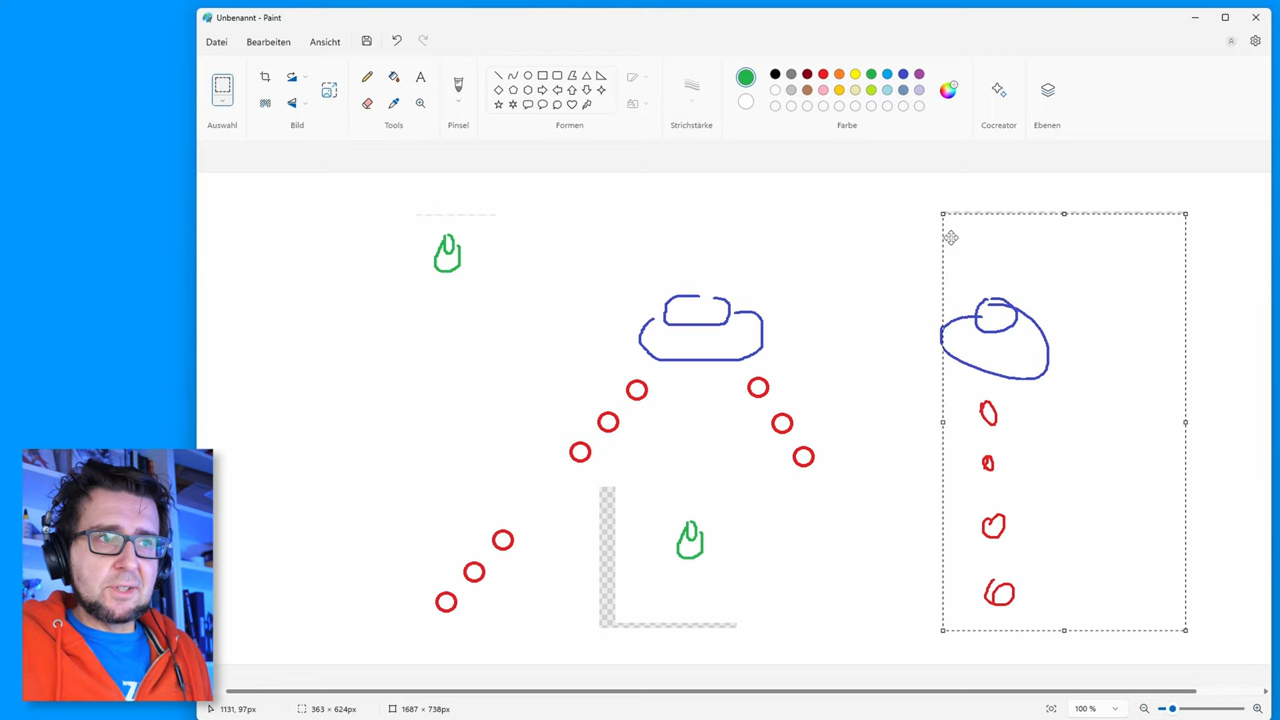 Unbenannt - Paint
Datei Bearbeiten Ansicht
A
Auswahl Bild Tools Pinsel Formen Strichstärke Farbe Cocreator Ebenen
Z
1131, 97px 363 × 624px 1687 × 738px 100 %